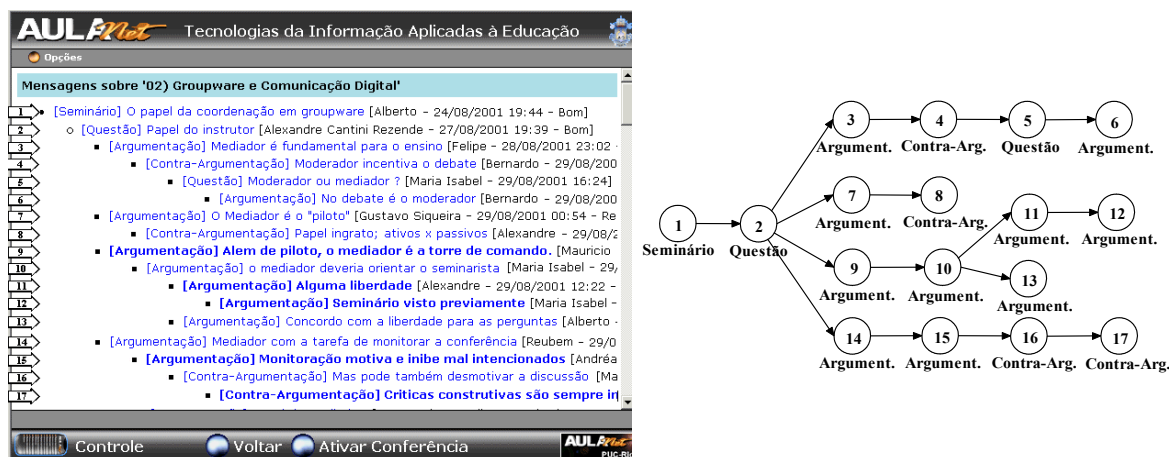 AULANet Tecnologias da Informação Aplicadas à Educação
Opções
Mensagens sobre '02) Groupware e Comunicação Digital'
1 [Seminário] O papel da coordenação em groupware [Alberto - 24/08/2001 19:44 - Bom]
2 [Questão] Papel do instrutor [Alexandre Cantini Rezende - 27/08/2001 19:39 - Bom]
3 [Argumentação] Mediador é fundamental para o ensino [Felipe - 28/08/2001 23:02 -
4 [Contra-Argumentação] Moderador incentiva o debate [Bernardo - 29/08/200
5 [Questão] Moderador ou mediador ? [Maria Isabel - 29/08/2001 16:24]
6 [Argumentação] No debate é o moderador [Bernardo - 29/08/200
7 [Argumentação] O Mediador é o "piloto" [Gustavo Siqueira - 29/08/2001 00:54 - Re
8 [Contra-Argumentação] Papel ingrato; ativos x passivos [Alexandre - 29/08/2
9 [Argumentação] Alem de piloto, o mediador é a torre de comando. [Mauricio
10 [Argumentação] o mediador deveria orientar o seminarista [Maria Isabel - 29/
11 [Argumentação] Alguma liberdade [Alexandre - 29/08/2001 12:22 -
12 [Argumentação] Seminário visto previamente [Maria Isabel -
13 [Argumentação] Concordo com a liberdade para as perguntas [Alberto -
14 [Argumentação] Mediador com a tarefa de monitorar a conferência [Reubem - 29/0
15 [Argumentação] Monitoração motiva e inibe mal intencionados [Andréa
16 [Contra-Argumentação] Mas pode também desmotivar a discussão [Ma
17 [Contra-Argumentação] Criticas construtivas são sempre in
Controle Voltar Ativar Conferência AULANet
PUC-Rio
3 4 5 6
Argument. Contra-Arg. Questão Argument.
7 8
Argument. Contra-Arg.
1 2
Seminário Questão
11 12
Argument. Argument.
9 10
Argument. Argument.
13
Argument.
14 15 16 17
Argument. Argument. Contra-Arg. Contra-Arg.